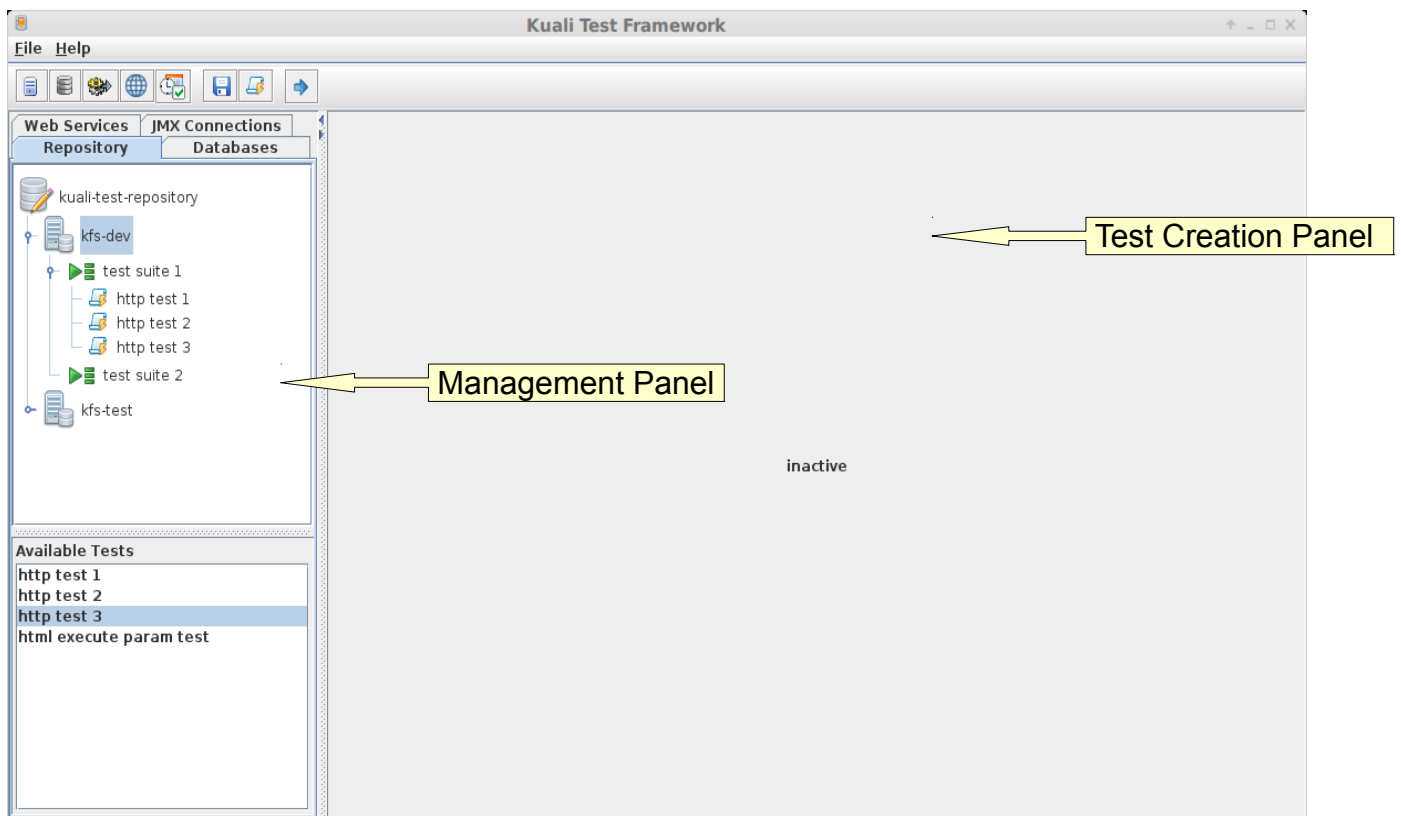 Kuali Test Framework
File Help
Web Services JMX Connections
Repository Databases
kuali-test-repository
kfs-dev
Test Creation Panel
test suite 1
http test 1
http test 2
http test 3
test suite 2
Management Panel
kfs-test
inactive
Available Tests
http test 1
http test 2
http test 3
html execute param test